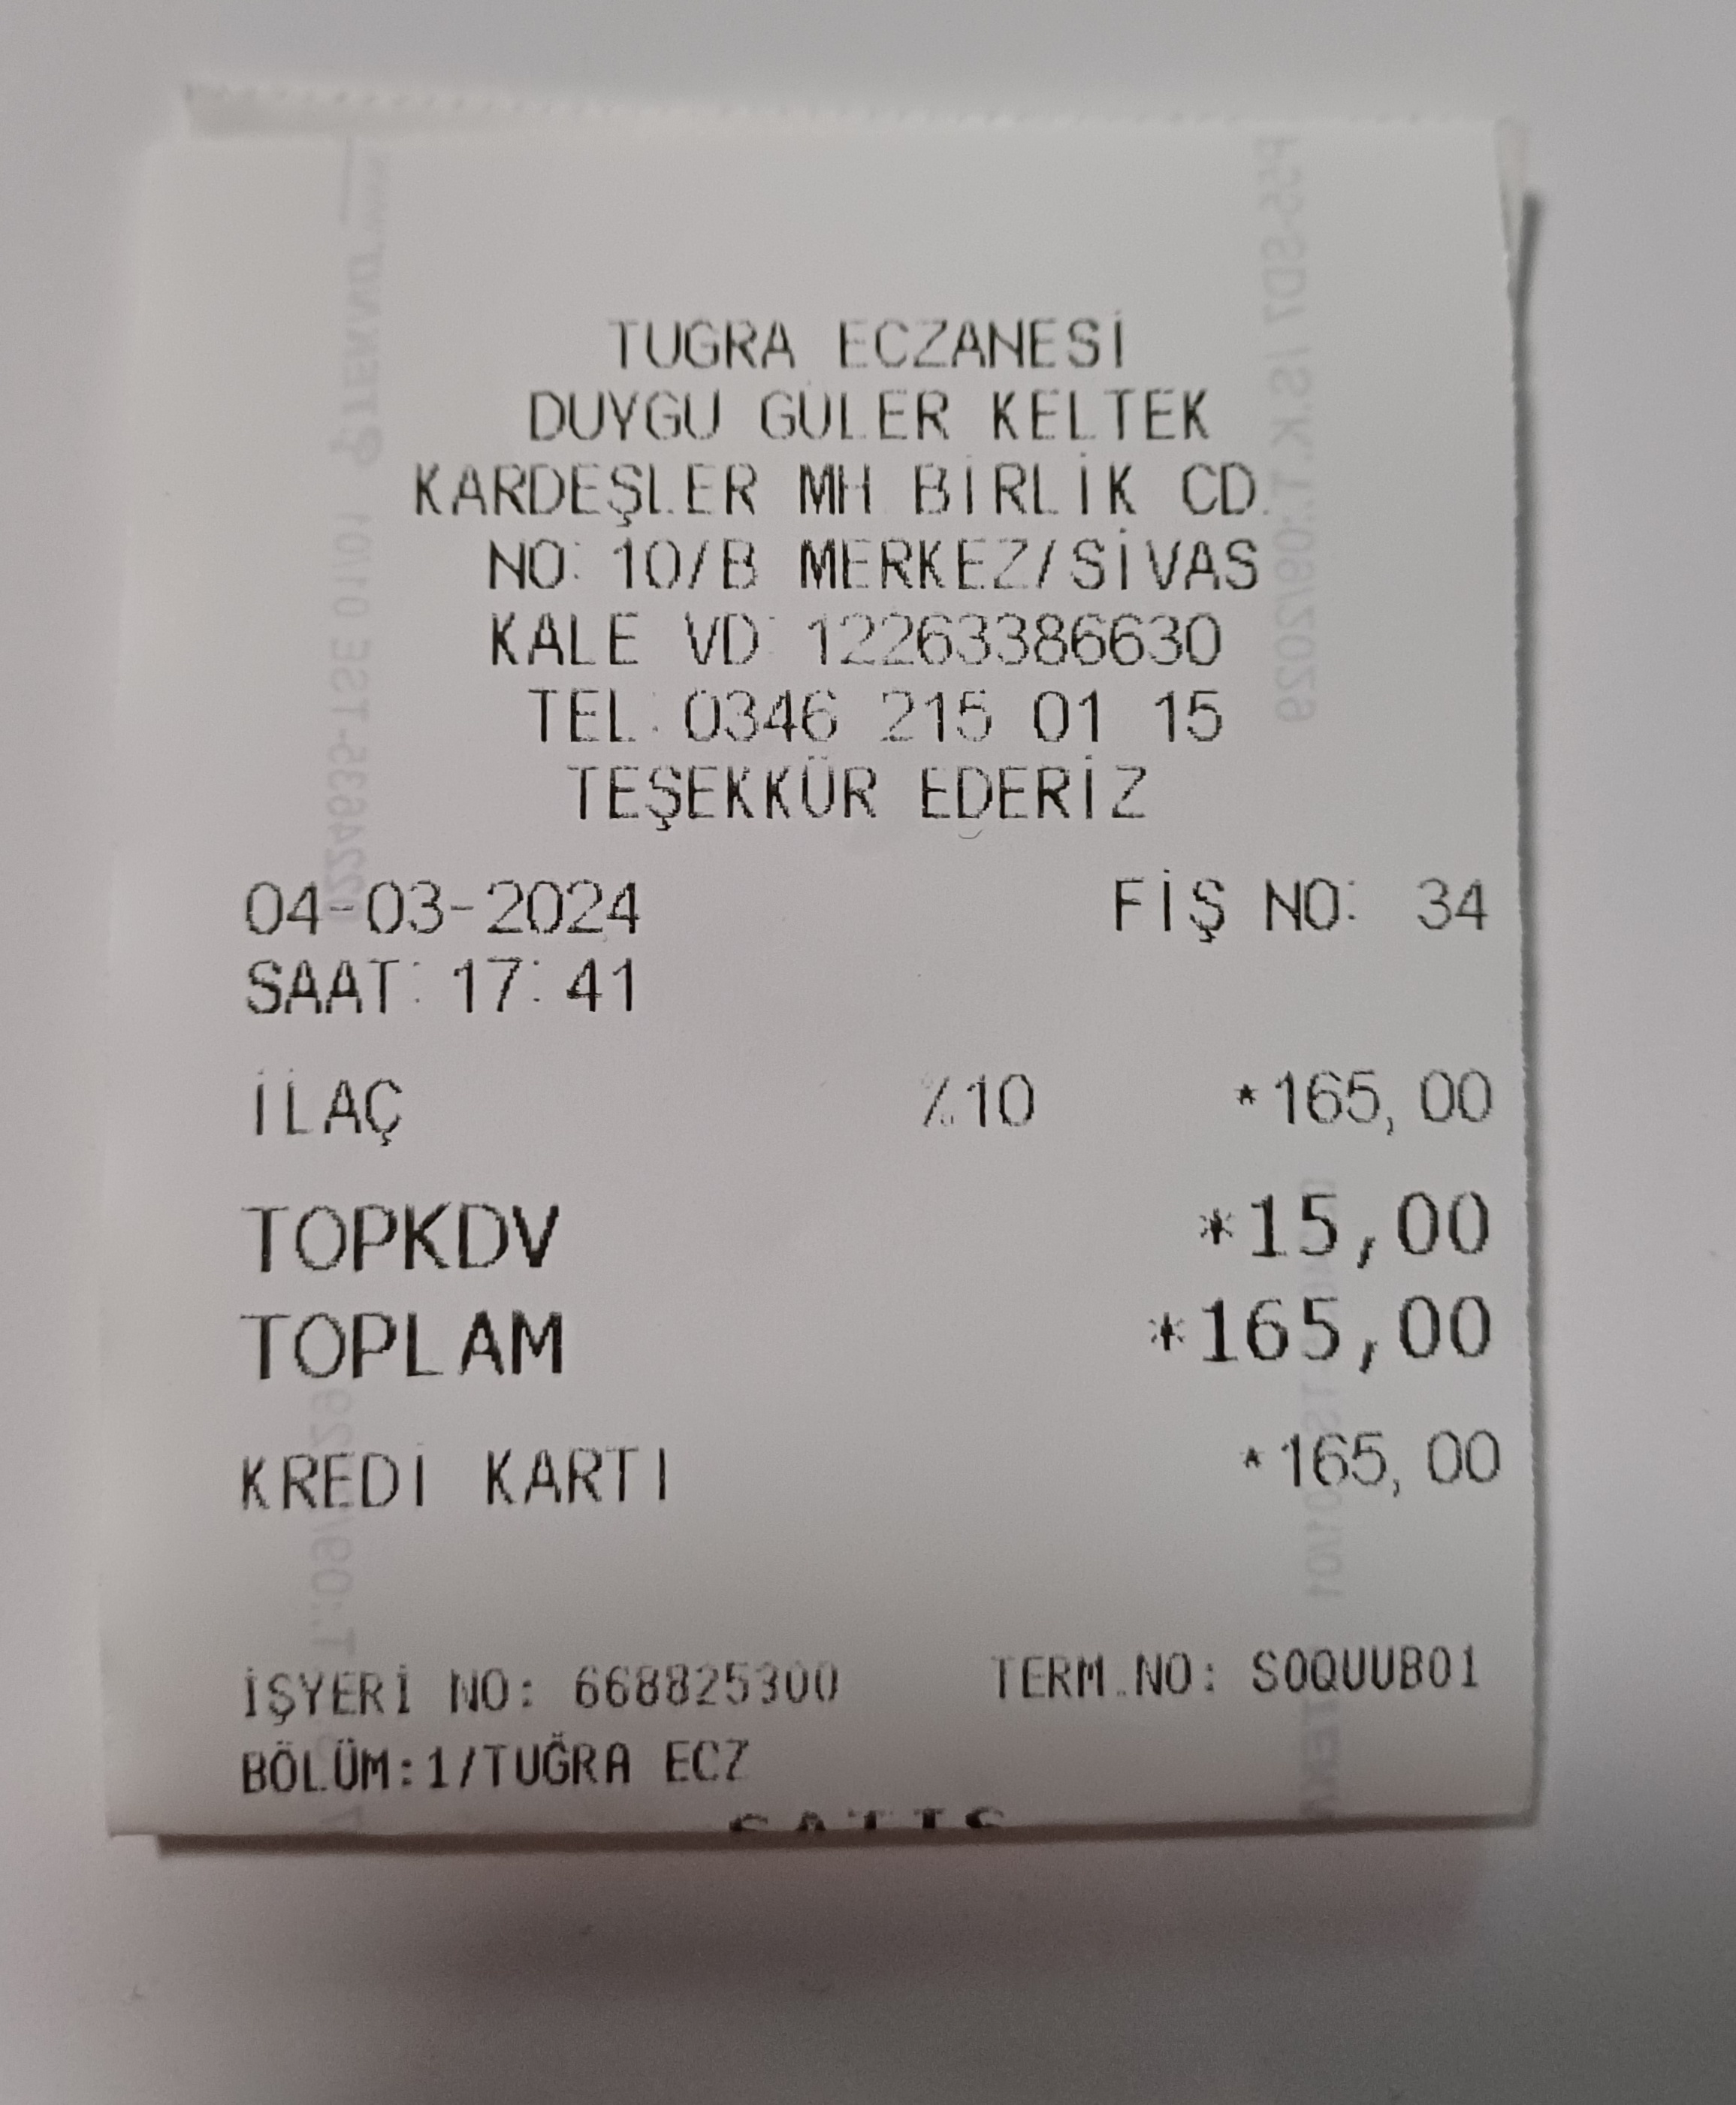 TUGRA ECZANESİ
DUYGU GULER KELTEK
KARDEŞLER MH BİRLİK CD.
NO: 10/B MERKEZ/SİVAS
KALE VD: 12263386630
TEL: 0346 215 01 15
TEŞEKKÜR EDERİZ
04-03-2024 FİŞ NO: 34
SAAT: 17:41
İLAÇ %10 *165,00
TOPKDV *15,00
TOPLAM *165,00
KREDİ KARTI *165,00
İŞYERİ NO: 668825300 TERM.NO: S0QUUB01
BÖLÜM:1/TUĞRA ECZ